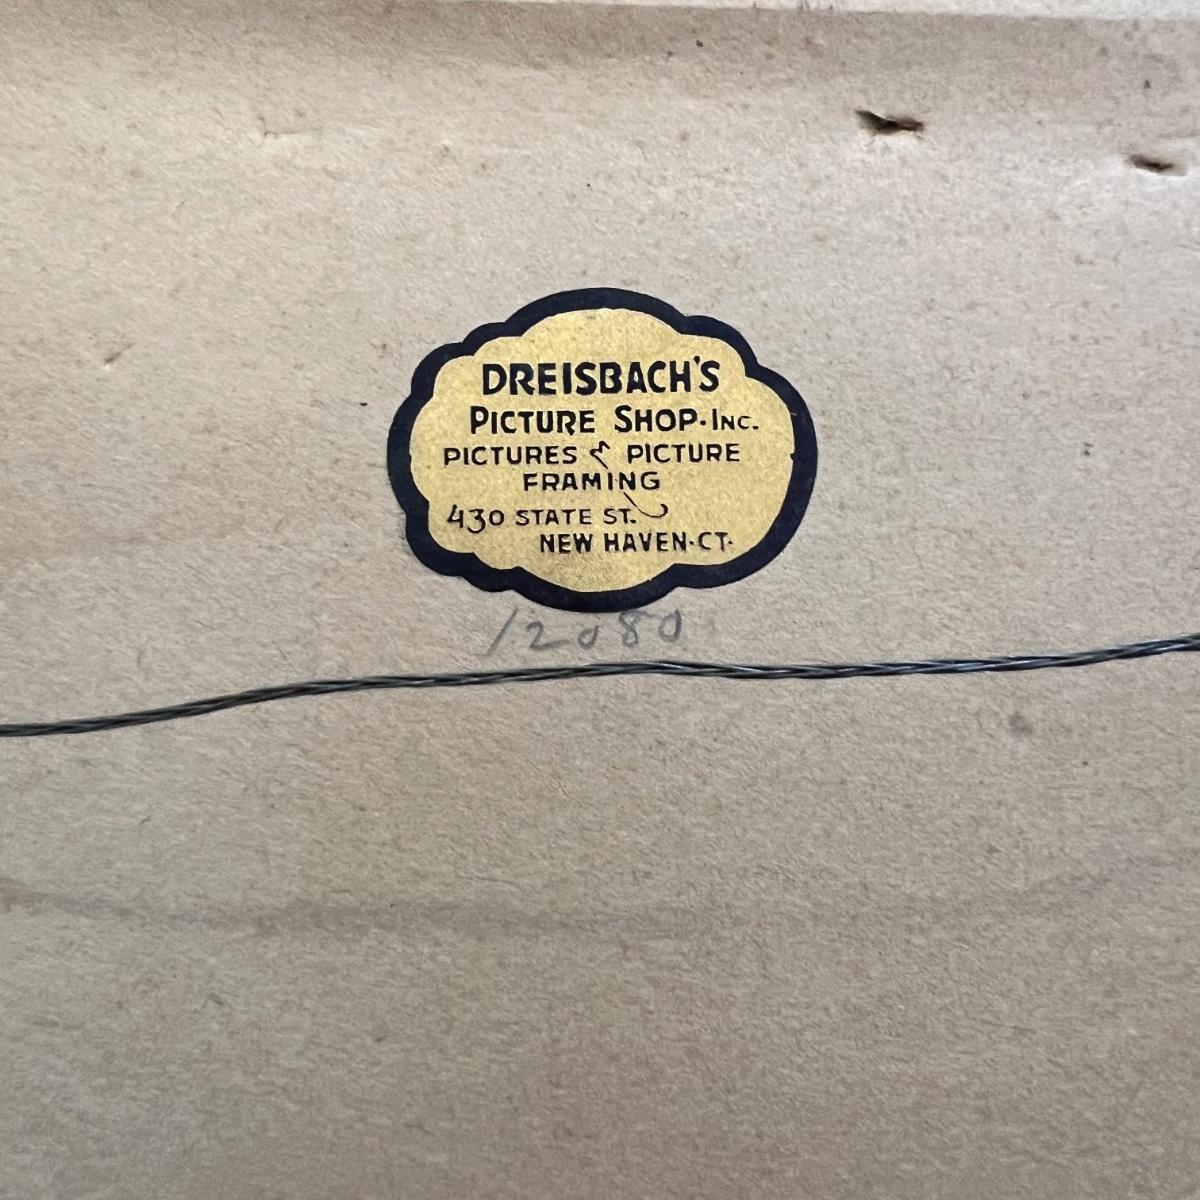 DREISBACH'S
PICTURE SHOP·INC.
PICTURES & PICTURE
FRAMING
430 STATE ST.
NEW HAVEN·CT·
12080